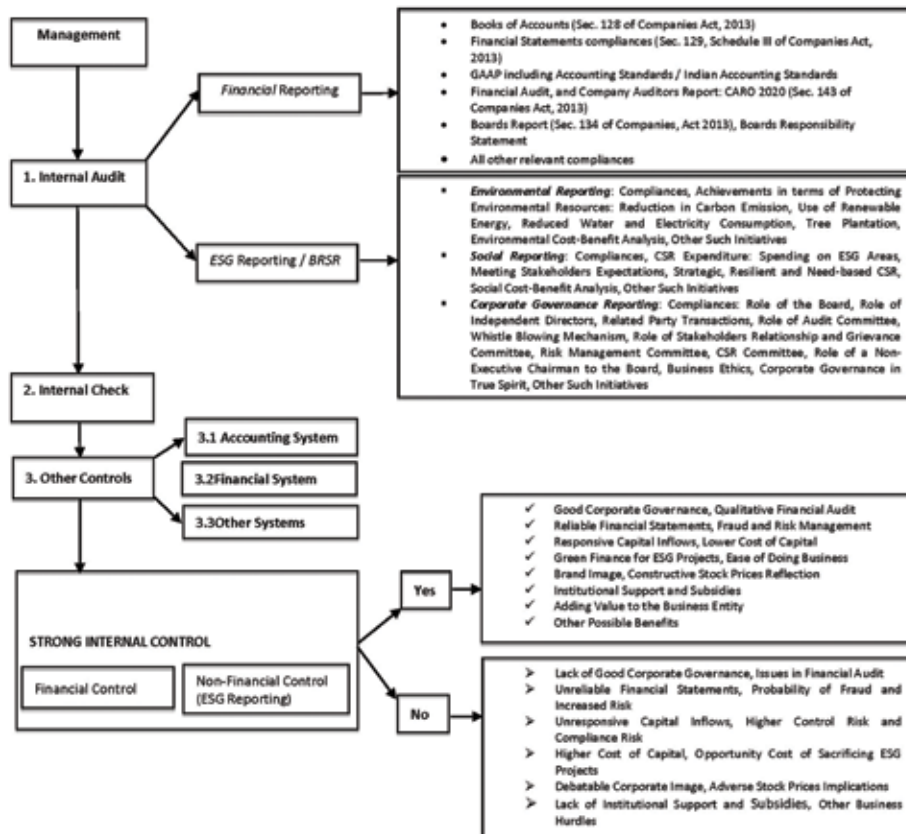 Management
• Books of Accounts (Sec. 128 of Companies Act, 2013)
• Financial Statements compliances (Sec. 129, Schedule III of Companies Act,
2013)
• GAAP including Accounting Standards / Indian Accounting Standards
• Financial Audit, and Company Auditors Report: CARO 2020 (Sec. 143 of
Companies Act, 2013)
• Boards Report (Sec. 134 of Companies, Act 2013), Boards Responsibility
Statement
• All other relevant compliances
Financial Reporting
1. Internal Audit
ESG Reporting / BRSR
▪ Environmental Reporting: Compliances, Achievements in terms of Protecting
Environmental Resources: Reduction in Carbon Emission, Use of Renewable
Energy, Reduced Water and Electricity Consumption, Tree Plantation,
Environmental Cost-Benefit Analysis, Other Such Initiatives
▪ Social Reporting: Compliances, CSR Expenditure: Spending on ESG Areas,
Meeting Stakeholders Expectations, Strategic, Resilient and Need-based CSR,
Social Cost-Benefit Analysis, Other Such Initiatives
▪ Corporate Governance Reporting: Compliances: Role of the Board, Role of
Independent Directors, Related Party Transactions, Role of Audit Committee,
Whistle Blowing Mechanism, Role of Stakeholders Relationship and Grievance
Committee, Risk Management Committee, CSR Committee, Role of a Non-
Executive Chairman to the Board, Business Ethics, Corporate Governance in
True Spirit, Other Such Initiatives
2. Internal Check
3. Other Controls
3.1 Accounting System
3.2Financial System
3.3Other Systems
STRONG INTERNAL CONTROL
Financial Control
Non-Financial Control
(ESG Reporting)
Yes
✓ Good Corporate Governance, Qualitative Financial Audit
✓ Reliable Financial Statements, Fraud and Risk Management
✓ Responsive Capital Inflows, Lower Cost of Capital
✓ Green Finance for ESG Projects, Ease of Doing Business
✓ Brand Image, Constructive Stock Prices Reflection
✓ Institutional Support and Subsidies
✓ Adding Value to the Business Entity
✓ Other Possible Benefits
No
➢ Lack of Good Corporate Governance, Issues in Financial Audit
➢ Unreliable Financial Statements, Probability of Fraud and
Increased Risk
➢ Unresponsive Capital Inflows, Higher Control Risk and
Compliance Risk
➢ Higher Cost of Capital, Opportunity Cost of Sacrificing ESG
Projects
➢ Debatable Corporate Image, Adverse Stock Prices Implications
➢ Lack of Institutional Support and Subsidies, Other Business
Hurdles